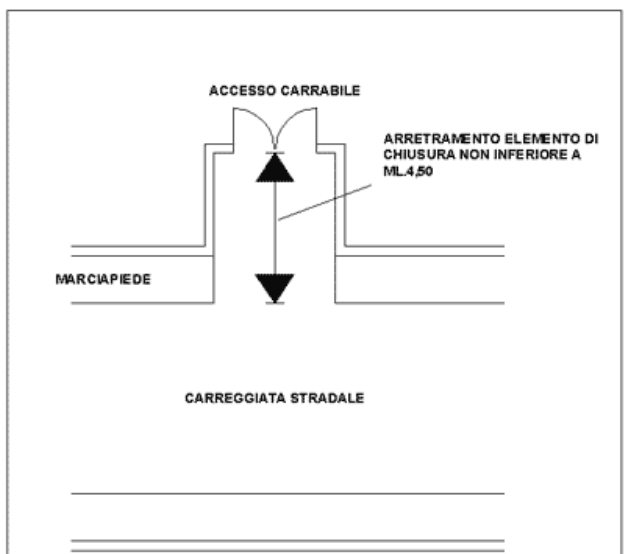 ACCESSO CARRABILE
ARRETRAMENTO ELEMENTO DI
CHIUSURA NON INFERIORE A
ML.4,50
MARCIAPIEDE
CARREGGIATA STRADALE